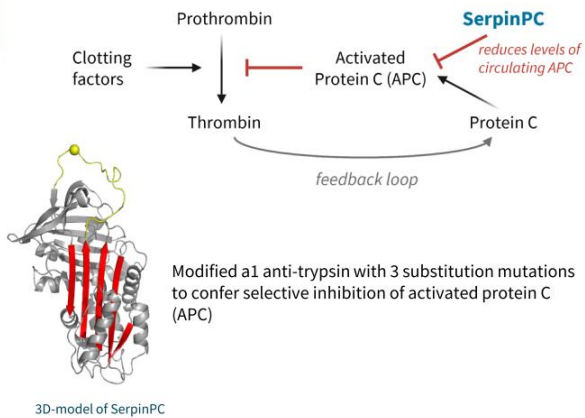 Prothrombin
SerpinPC
Clotting
factors
Activated
Protein C (APC)
reduces levels of
circulating APC
Thrombin
Protein C
feedback loop
Modified a1 anti-trypsin with 3 substitution mutations
to confer selective inhibition of activated protein C
(APC)
3D-model of SerpinPC